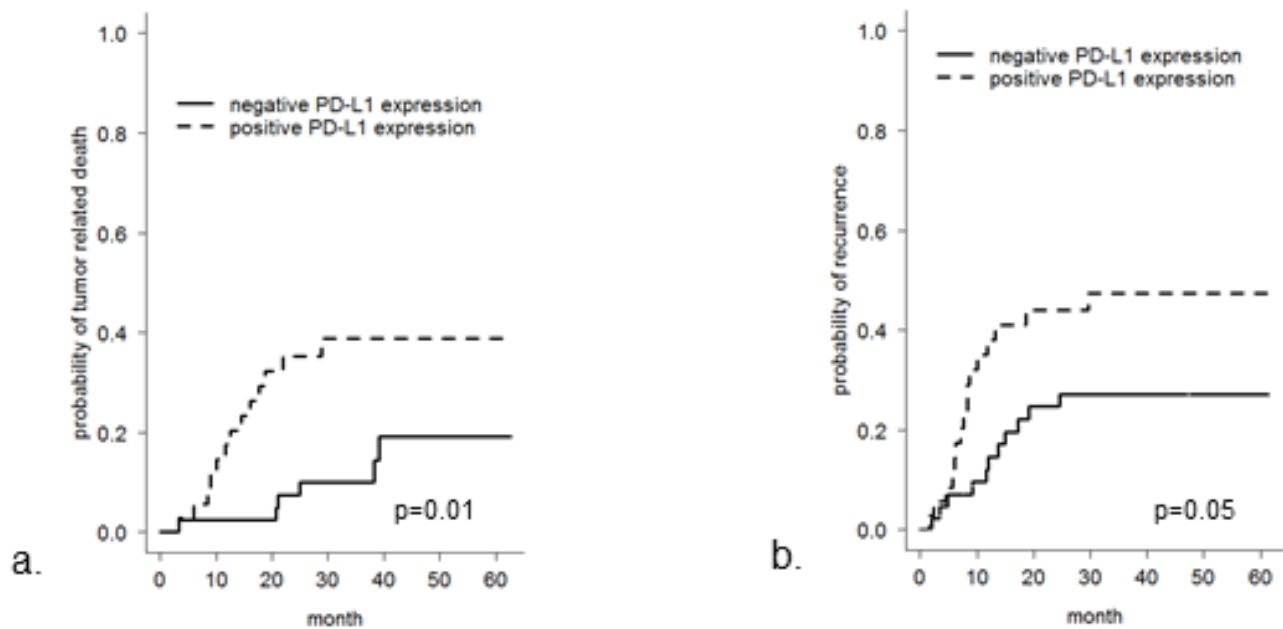 1.0
0.8
0.6
0.4
0.2
0.0
probability of tumor related death
negative PD-L1 expression
positive PD-L1 expression
p=0.01
0 10 20 30 40 50 60
month
a.
1.0
0.8
0.6
0.4
0.2
0.0
probability of recurrence
negative PD-L1 expression
positive PD-L1 expression
p=0.05
0 10 20 30 40 50 60
month
b.